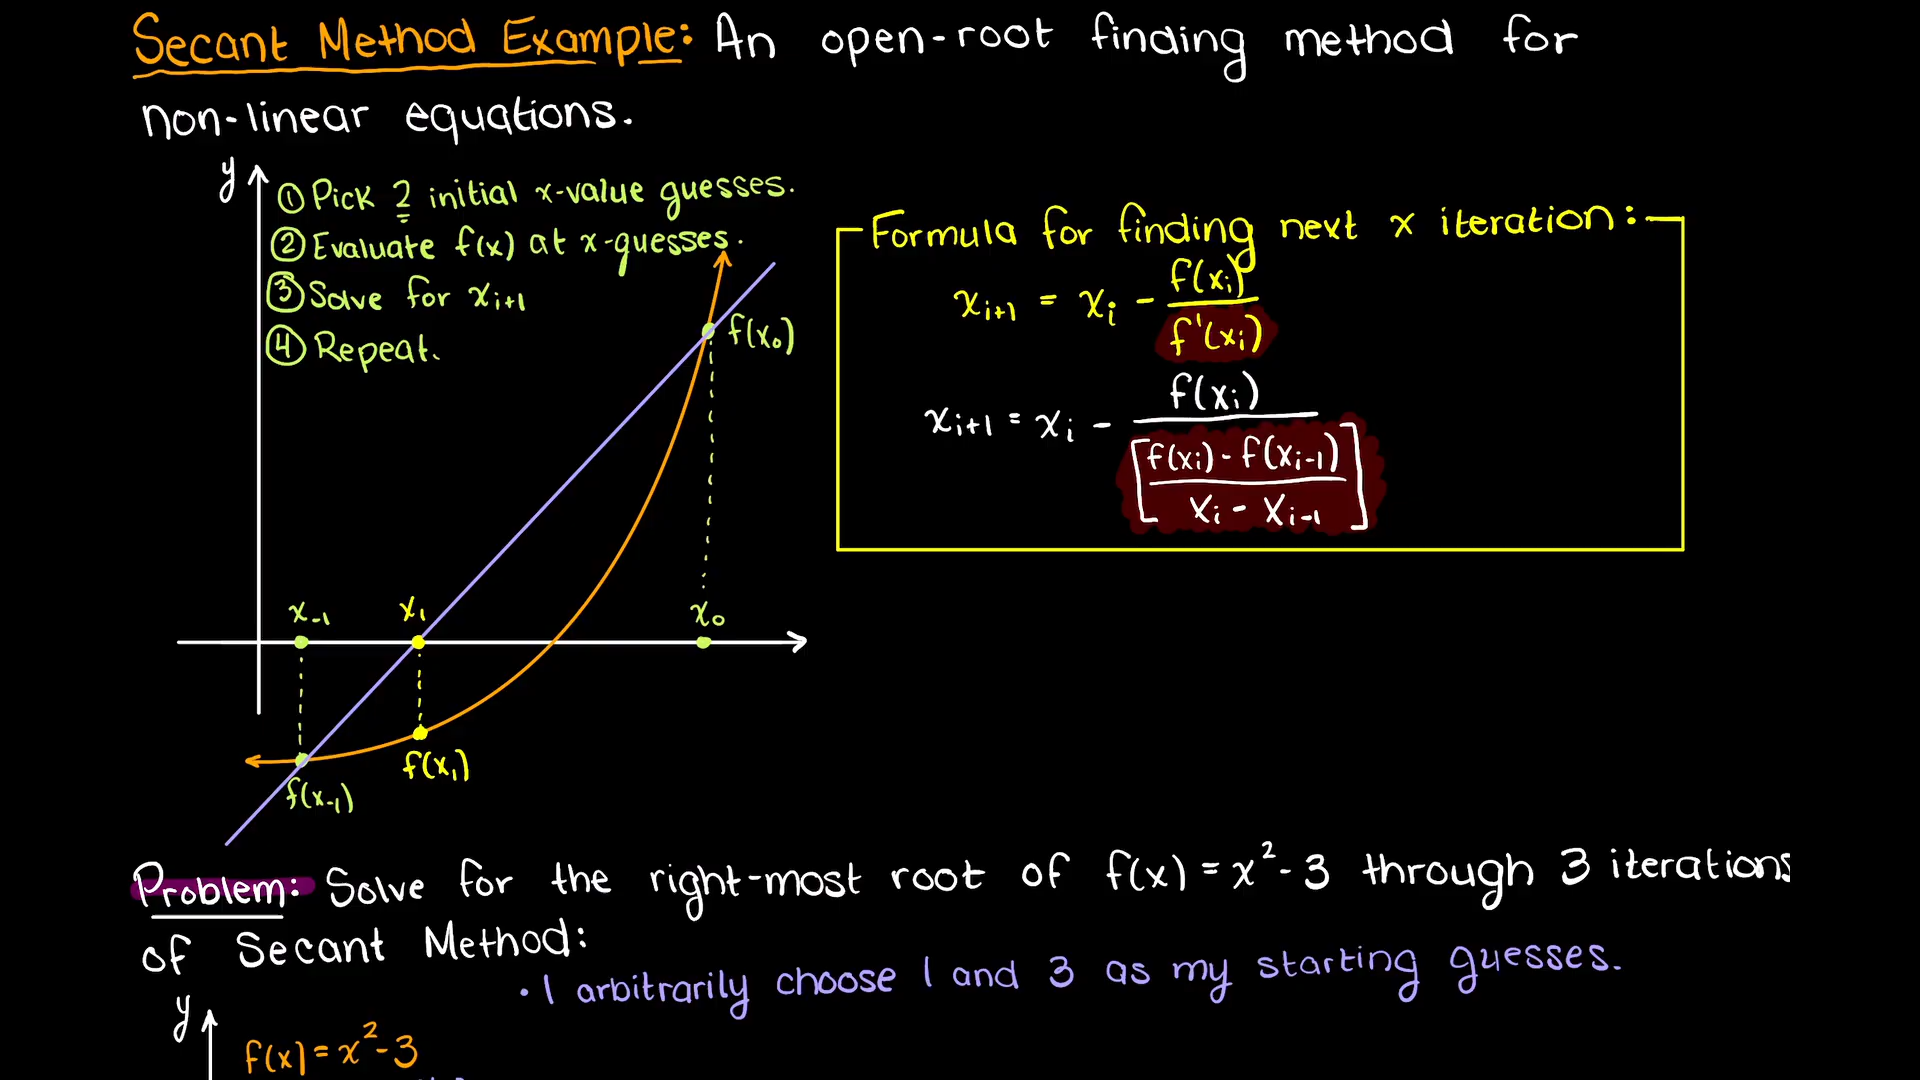 Secant Method Example: An open-root finding method for
non-linear equations.
y
① Pick 2 initial x-value guesses.
② Evaluate f(x) at x-guesses.
③ Solve for xᵢ₊₁
④ Repeat.
f(x₀)
x₋₁
x₁
x₀
f(x₁)
f(x₋₁)
Formula for finding next x iteration:
xᵢ₊₁ = xᵢ - f(xᵢ) / f'(xᵢ)
xᵢ₊₁ = xᵢ - f(xᵢ) / [(f(xᵢ) - f(xᵢ₋₁)) / (xᵢ - xᵢ₋₁)]
Problem: Solve for the right-most root of f(x) = x² - 3 through 3 iterations
of Secant Method:
• I arbitrarily choose 1 and 3 as my starting guesses.
y
f(x) = x² - 3